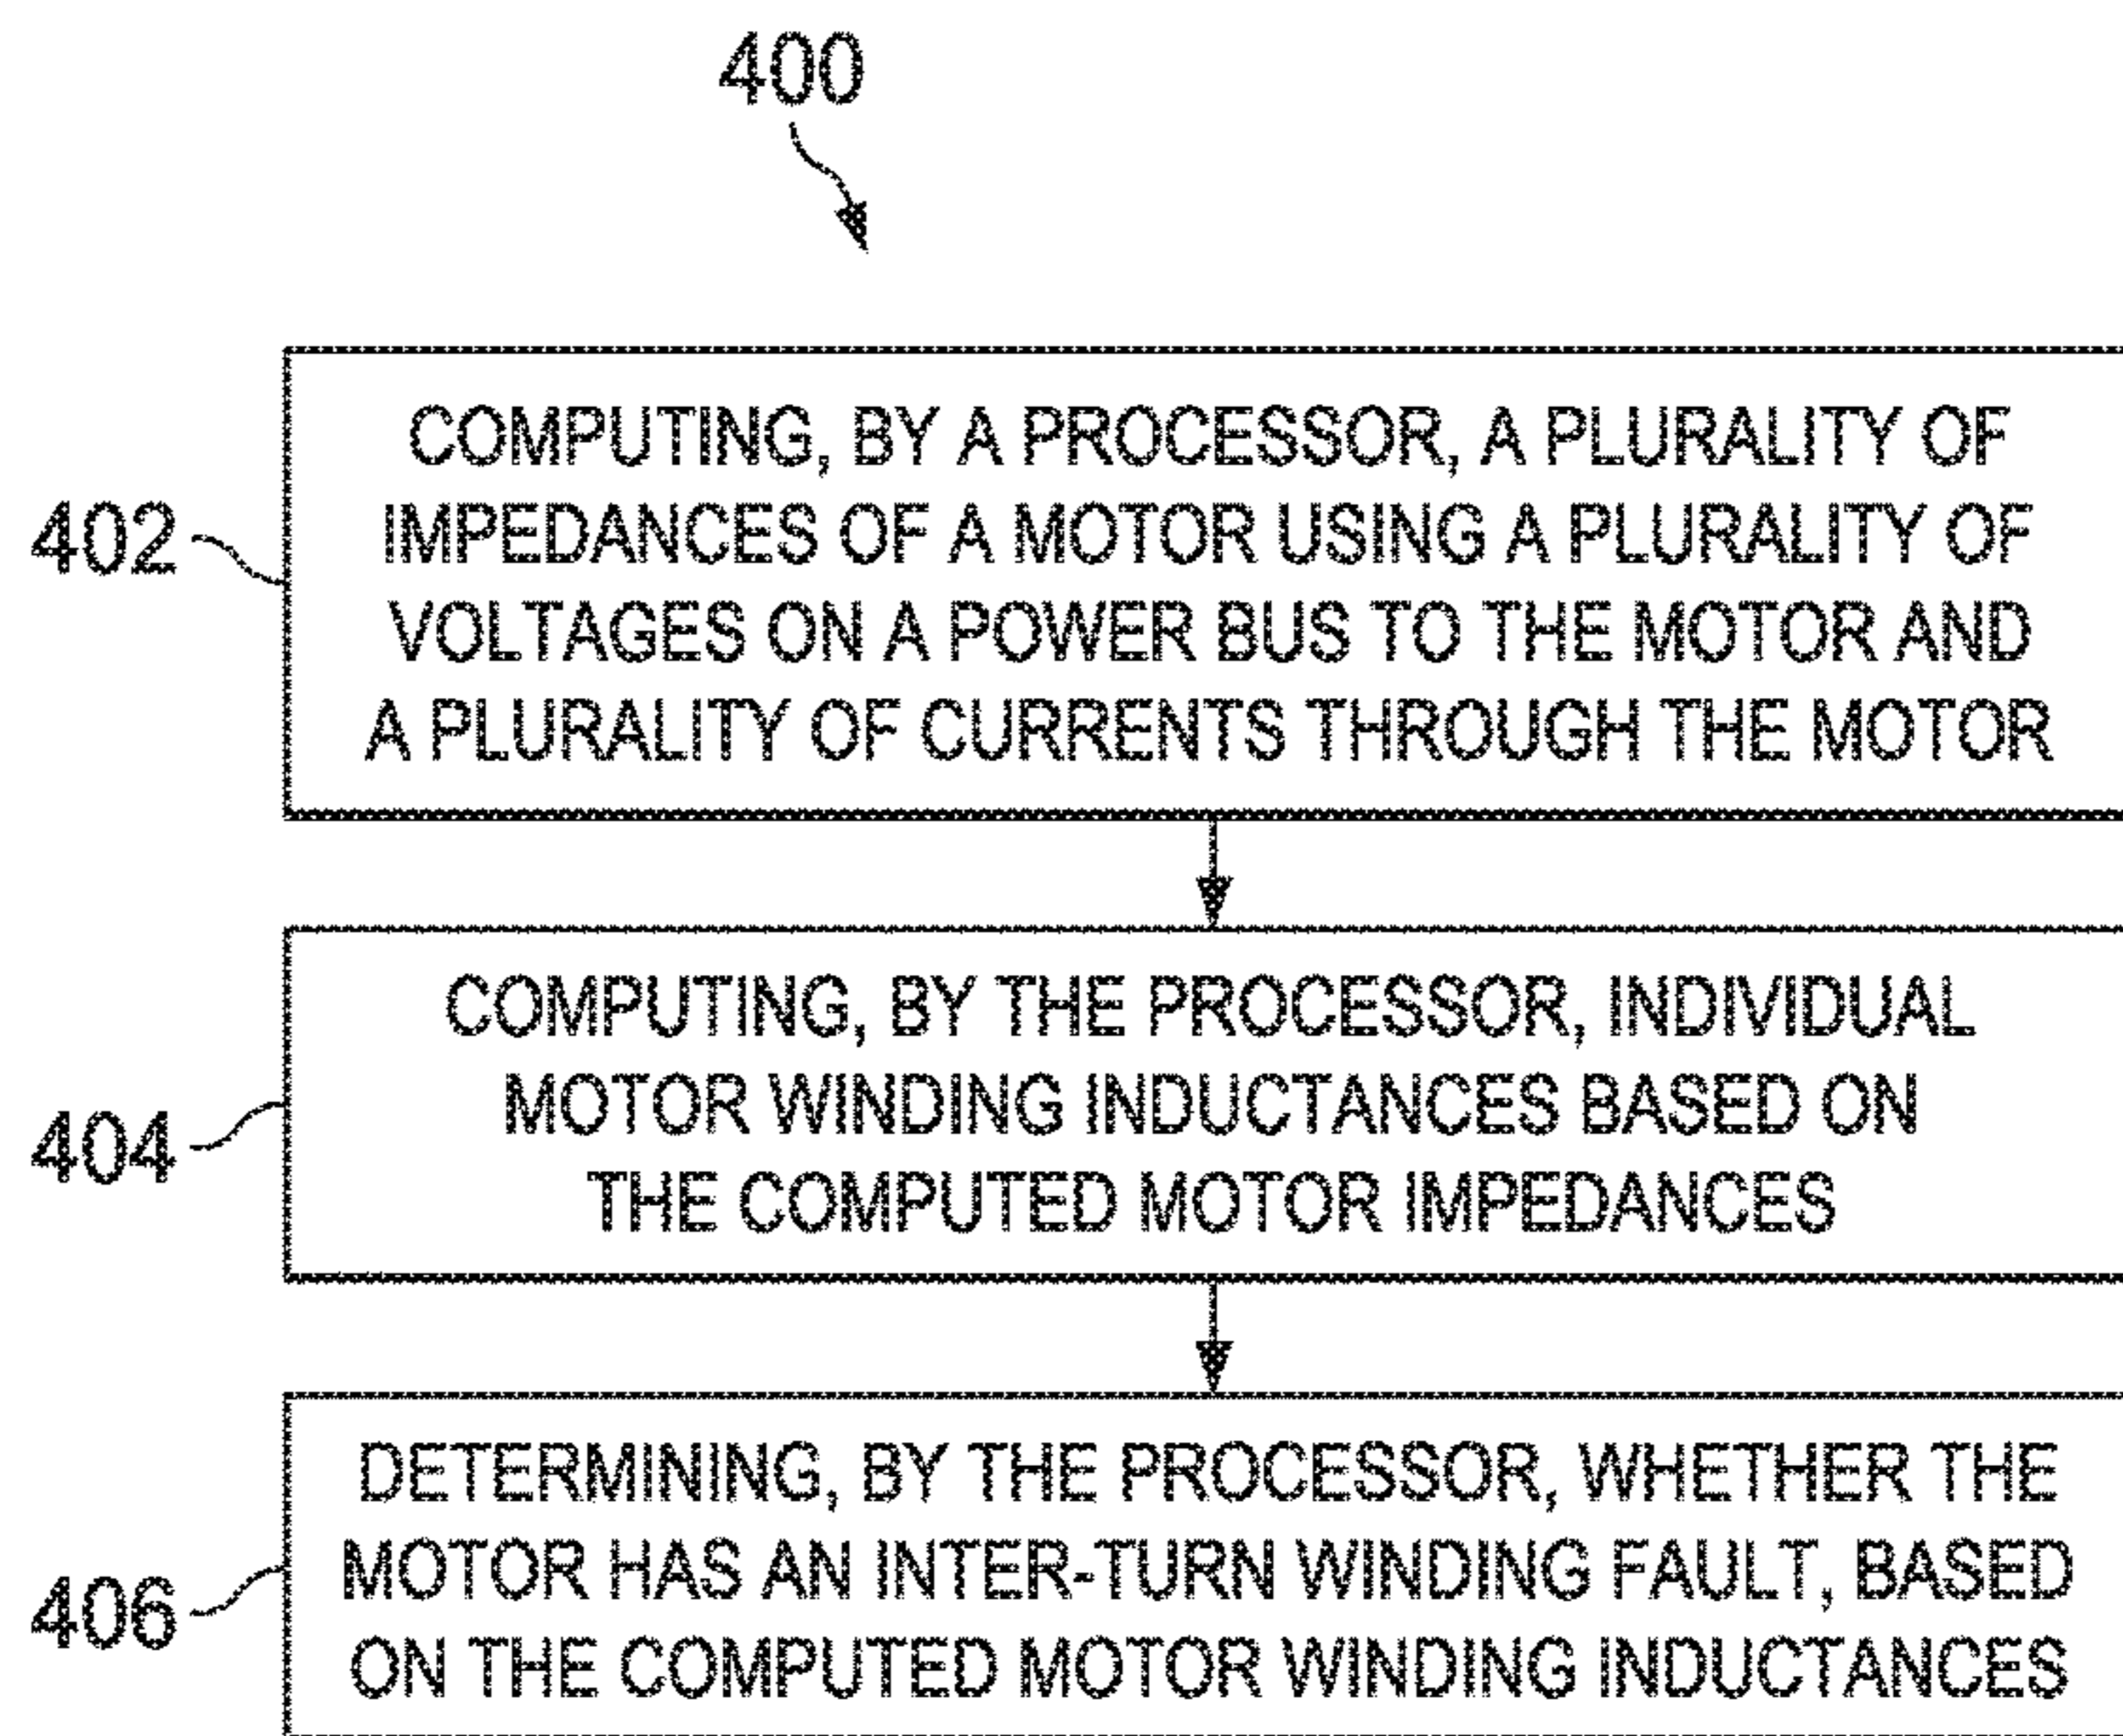 400
402
COMPUTING, BY A PROCESSOR, A PLURALITY OF
IMPEDANCES OF A MOTOR USING A PLURALITY OF
VOLTAGES ON A POWER BUS TO THE MOTOR AND
A PLURALITY OF CURRENTS THROUGH THE MOTOR
404
COMPUTING, BY THE PROCESSOR, INDIVIDUAL
MOTOR WINDING INDUCTANCES BASED ON
THE COMPUTED MOTOR IMPEDANCES
406
DETERMINING, BY THE PROCESSOR, WHETHER THE
MOTOR HAS AN INTER-TURN WINDING FAULT, BASED
ON THE COMPUTED MOTOR WINDING INDUCTANCES